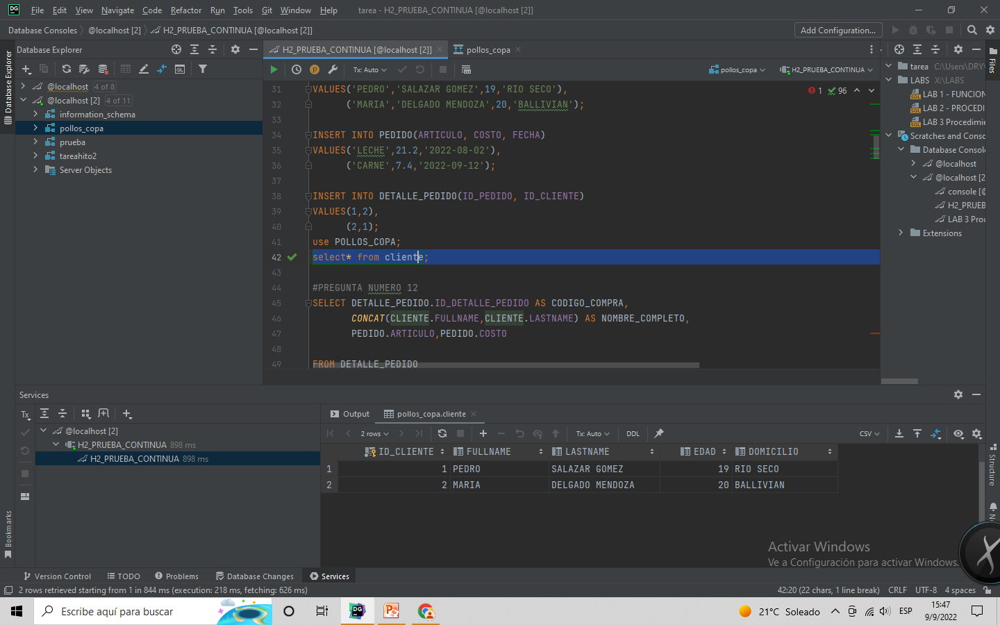 DG File Edit View Navigate Code Refactor Run Tools Git Window Help tarea - H2_PRUEBA_CONTINUA [@localhost [2]]
Database Consoles @localhost [2] H2_PRUEBA_CONTINUA [@localhost [2]] Add Configuration...
Database Explorer H2_PRUEBA_CONTINUA [@localhost [2]] pollos_copa
Tx: Auto pollos_copa H2_PRUEBA_CONTINUA
Database Explorer
@localhost 4 of 8
@localhost [2] 4 of 11
information_schema
pollos_copa
prueba
tareahito2
Server Objects
31 VALUES('PEDRO','SALAZAR GOMEZ',19,'RIO SECO'),
1 96
32 ('MARIA','DELGADO MENDOZA',20,'BALLIVIAN');
33
34 INSERT INTO PEDIDO(ARTICULO, COSTO, FECHA)
35 VALUES('LECHE',21.2,'2022-08-02'),
36 ('CARNE',7.4,'2022-09-12');
37
38 INSERT INTO DETALLE_PEDIDO(ID_PEDIDO, ID_CLIENTE)
39 VALUES(1,2),
40 (2,1);
41 use POLLOS_COPA;
42 select* from cliente;
43
44 #PREGUNTA NUMERO 12
45 SELECT DETALLE_PEDIDO.ID_DETALLE_PEDIDO AS CODIGO_COMPRA,
46 CONCAT(CLIENTE.FULLNAME,CLIENTE.LASTNAME) AS NOMBRE_COMPLETO,
47 PEDIDO.ARTICULO,PEDIDO.COSTO
48
49 FROM DETALLE_PEDIDO
tarea C:\Users\DRY
LABS X:\LABS
LAB 1 - FUNCION
LAB 2 - PROCEDI
LAB 3 Procedimie
Scratches and Conso
Database Consol
@localhost
@localhost [2
console [@
H2_PRUEB
LAB 3 Proc
Extensions
Files
Services
Tx
@localhost [2]
H2_PRUEBA_CONTINUA 898 ms
H2_PRUEBA_CONTINUA 898 ms
Output pollos_copa.cliente
2 rows Tx: Auto DDL CSV
ID_CLIENTE FULLNAME LASTNAME EDAD DOMICILIO
1 1 PEDRO SALAZAR GOMEZ 19 RIO SECO
2 2 MARIA DELGADO MENDOZA 20 BALLIVIAN
Structure
Bookmarks
Activar Windows
Ve a Configuración para activar Windows.
Version Control TODO Problems Database Changes Services
2 rows retrieved starting from 1 in 844 ms (execution: 218 ms, fetching: 626 ms) 42:20 (22 chars, 1 line break) CRLF UTF-8 4 spaces
Escribe aquí para buscar
21°C Soleado ESP
15:47
9/9/2022